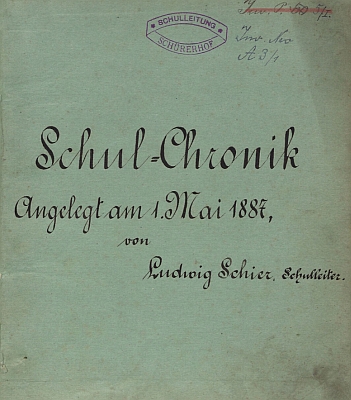 SCHULLEITUNG
SCHÜRERHOF
Inv. No
A 3/1
Schul-Chronik
Angelegt am 1. Mai 1887,
von
Ludwig Schier, Schulleiter.